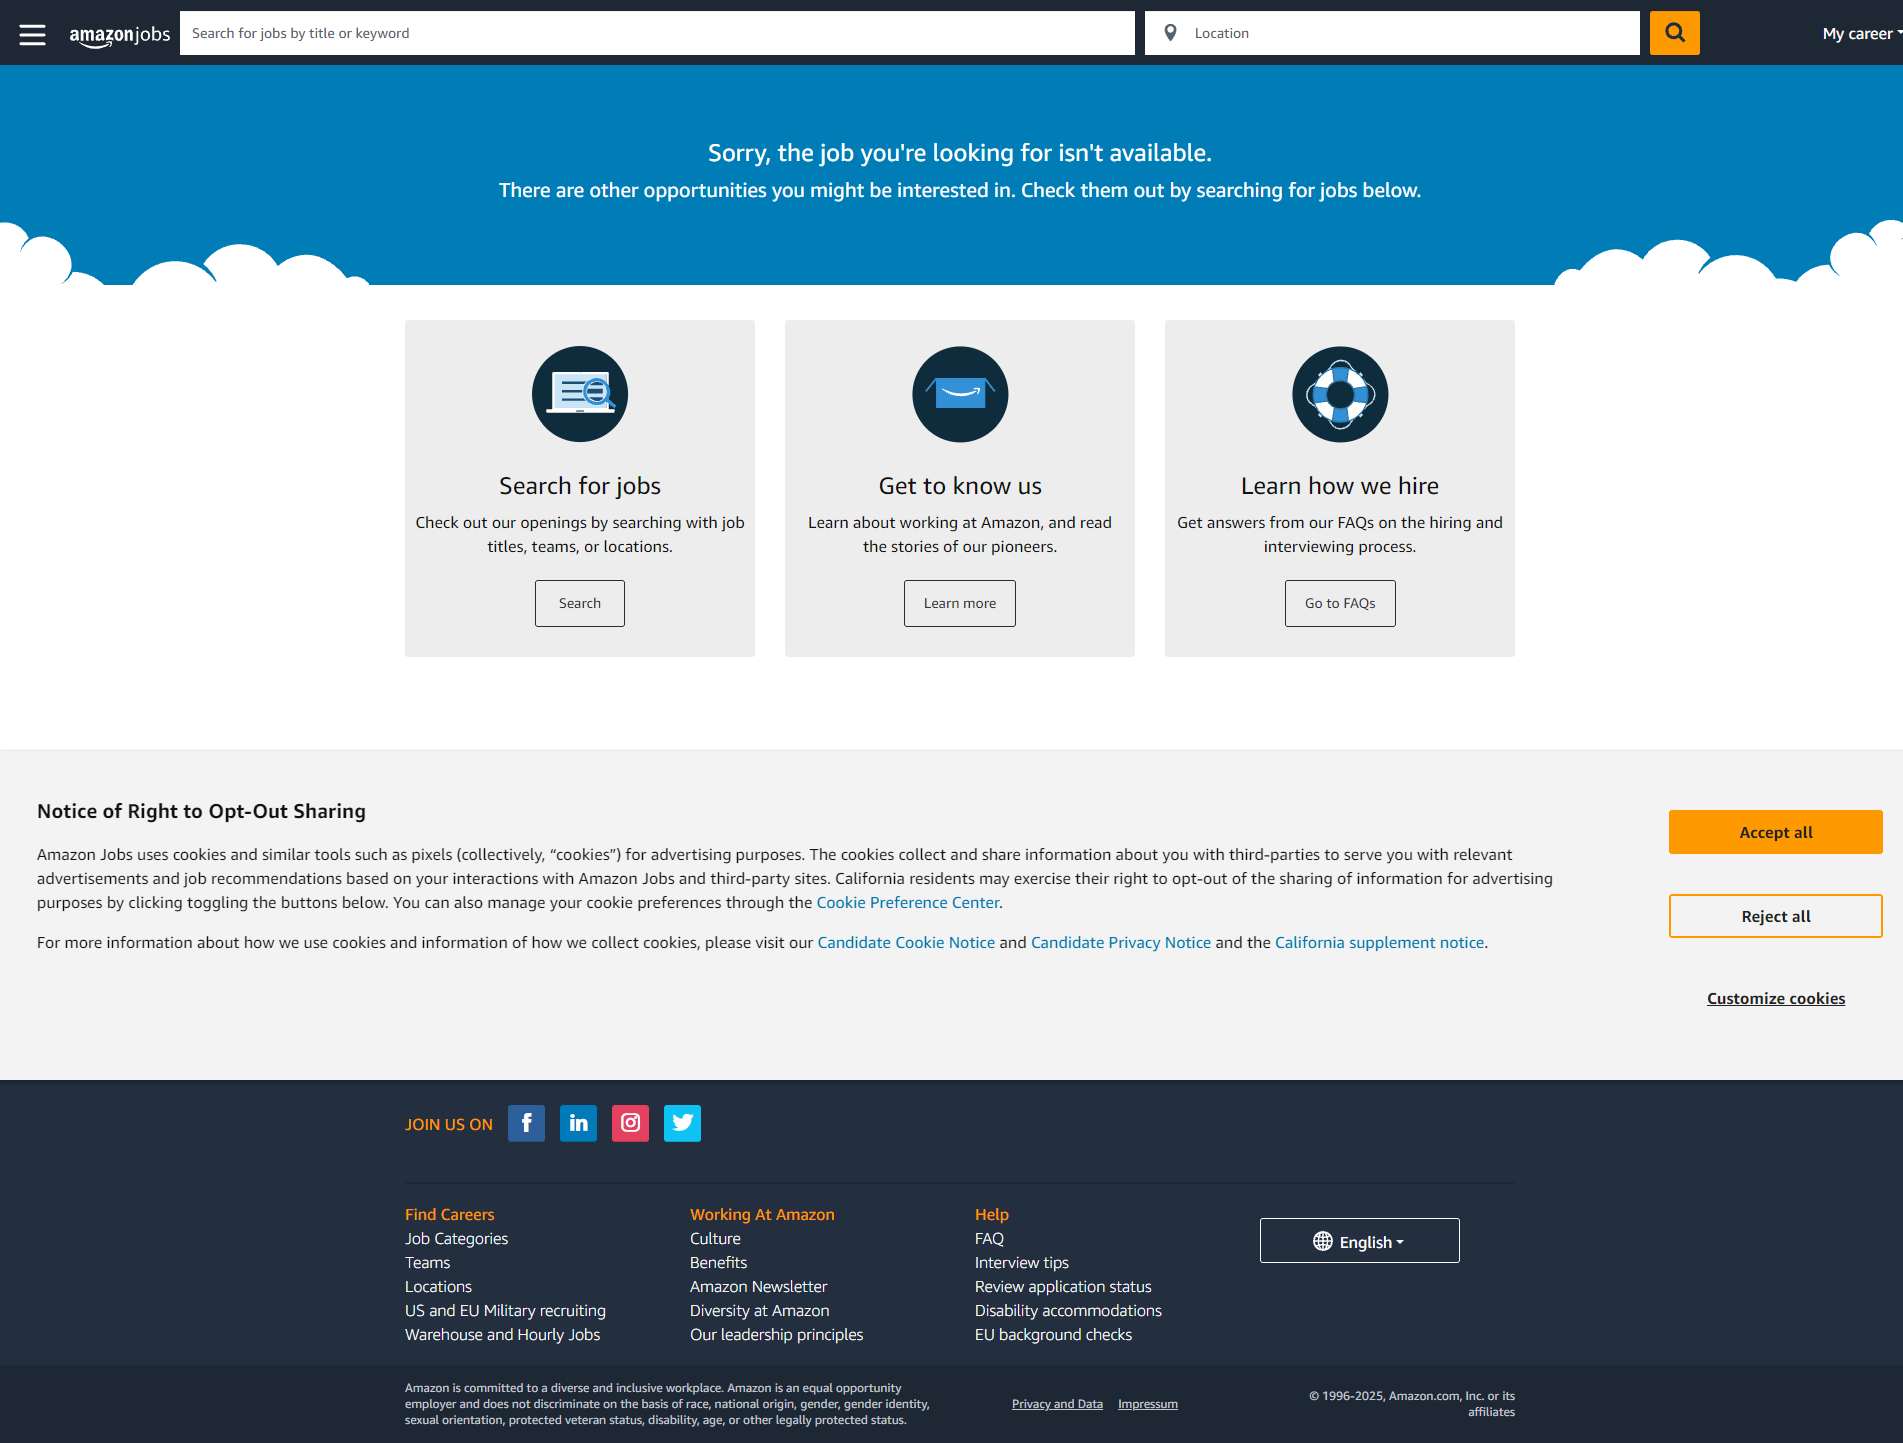 amazonjobs
Search for jobs by title or keyword
Location
My career
Sorry, the job you're looking for isn't available.
There are other opportunities you might be interested in. Check them out by searching for jobs below.
Search for jobs
Check out our openings by searching with job
titles, teams, or locations.
Search
Get to know us
Learn about working at Amazon, and read
the stories of our pioneers.
Learn more
Learn how we hire
Get answers from our FAQs on the hiring and
interviewing process.
Go to FAQs
Notice of Right to Opt-Out Sharing
Amazon Jobs uses cookies and similar tools such as pixels (collectively, “cookies”) for advertising purposes. The cookies collect and share information about you with third-parties to serve you with relevant
advertisements and job recommendations based on your interactions with Amazon Jobs and third-party sites. California residents may exercise their right to opt-out of the sharing of information for advertising
purposes by clicking toggling the buttons below. You can also manage your cookie preferences through the Cookie Preference Center.
For more information about how we use cookies and information of how we collect cookies, please visit our Candidate Cookie Notice and Candidate Privacy Notice and the California supplement notice.
Accept all
Reject all
Customize cookies
JOIN US ON
Find Careers
Job Categories
Teams
Locations
US and EU Military recruiting
Warehouse and Hourly Jobs
Working At Amazon
Culture
Benefits
Amazon Newsletter
Diversity at Amazon
Our leadership principles
Help
FAQ
Interview tips
Review application status
Disability accommodations
EU background checks
English
Amazon is committed to a diverse and inclusive workplace. Amazon is an equal opportunity
employer and does not discriminate on the basis of race, national origin, gender, gender identity,
sexual orientation, protected veteran status, disability, age, or other legally protected status.
Privacy and Data
Impressum
© 1996-2025, Amazon.com, Inc. or its
affiliates